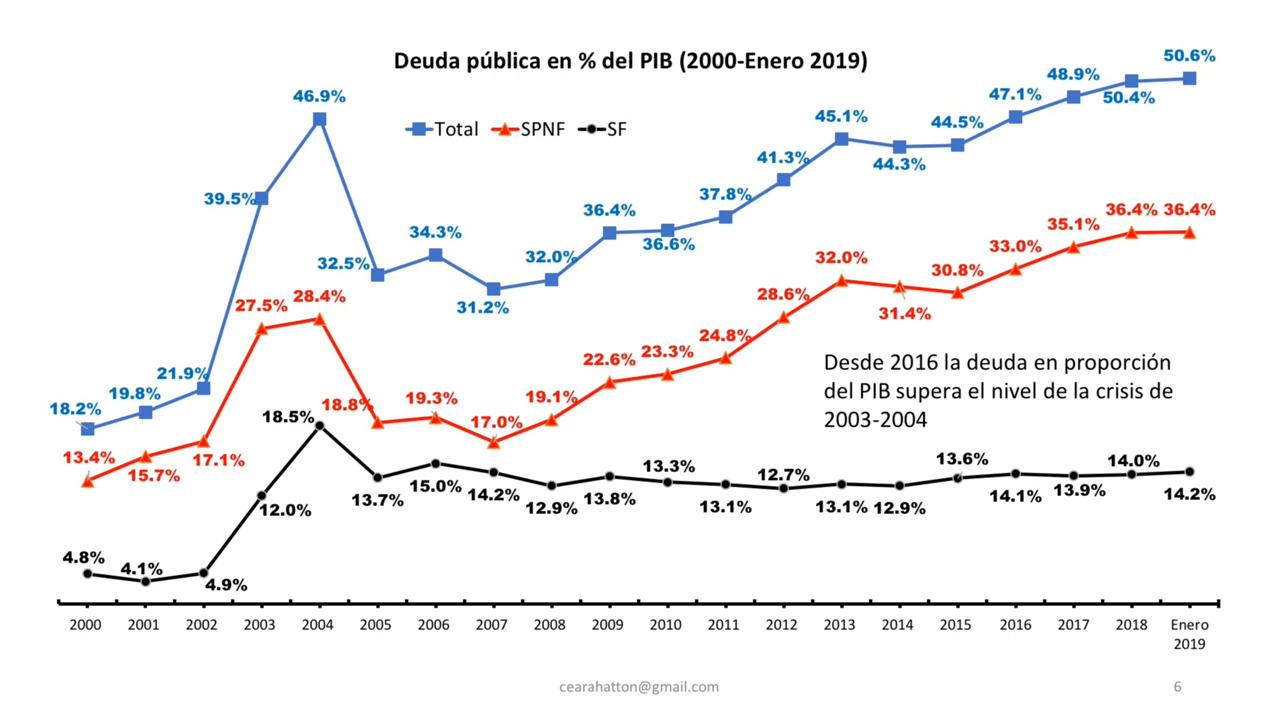 Deuda pública en % del PIB (2000-Enero 2019)
Total SPNF SF
18.2% 19.8% 21.9% 39.5% 46.9% 32.5% 34.3% 31.2% 32.0% 36.4% 36.6% 37.8% 41.3% 45.1% 44.3% 44.5% 47.1% 48.9% 50.4% 50.6%
13.4% 15.7% 17.1% 27.5% 28.4% 18.8% 19.3% 17.0% 19.1% 22.6% 23.3% 24.8% 28.6% 32.0% 31.4% 30.8% 33.0% 35.1% 36.4% 36.4%
Desde 2016 la deuda en proporción
del PIB supera el nivel de la crisis de
2003-2004
4.8% 4.1% 4.9% 12.0% 18.5% 13.7% 15.0% 14.2% 12.9% 13.8% 13.3% 13.1% 12.7% 13.1% 12.9% 13.6% 14.1% 13.9% 14.0% 14.2%
2000 2001 2002 2003 2004 2005 2006 2007 2008 2009 2010 2011 2012 2013 2014 2015 2016 2017 2018 Enero
2019
cearahatton@gmail.com 6